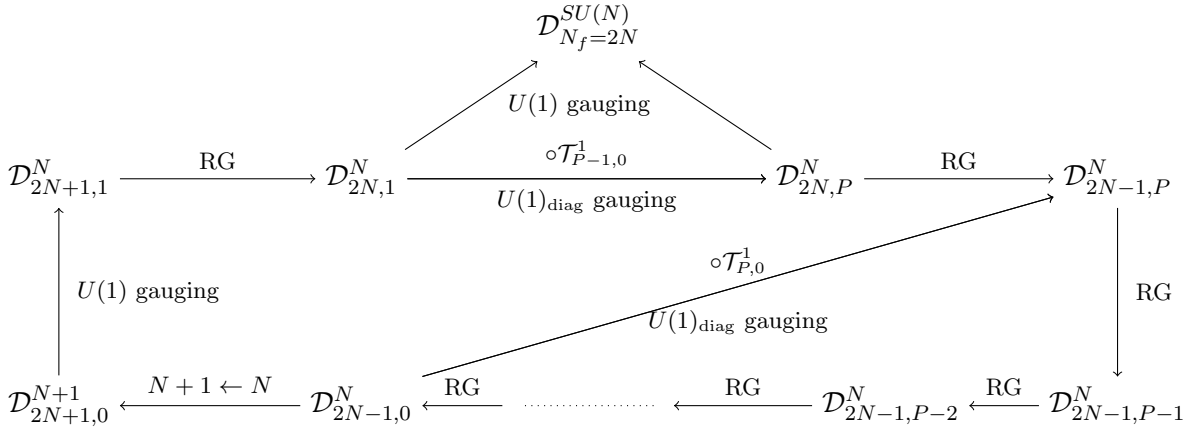 $\mathcal{D}^{SU(N)}_{N_f=2N}$
$U(1)$ gauging
$\mathcal{D}^{N}_{2N+1,1}$ RG $\mathcal{D}^{N}_{2N,1}$ $\circ\mathcal{T}^{1}_{P-1,0}$ $\mathcal{D}^{N}_{2N,P}$ RG $\mathcal{D}^{N}_{2N-1,P}$
$U(1)_{\text{diag}}$ gauging
$\circ\mathcal{T}^{1}_{P,0}$
$U(1)$ gauging $U(1)_{\text{diag}}$ gauging RG
$\mathcal{D}^{N+1}_{2N+1,0}$ $N+1 \leftarrow N$ $\mathcal{D}^{N}_{2N-1,0}$ RG RG $\mathcal{D}^{N}_{2N-1,P-2}$ RG $\mathcal{D}^{N}_{2N-1,P-1}$